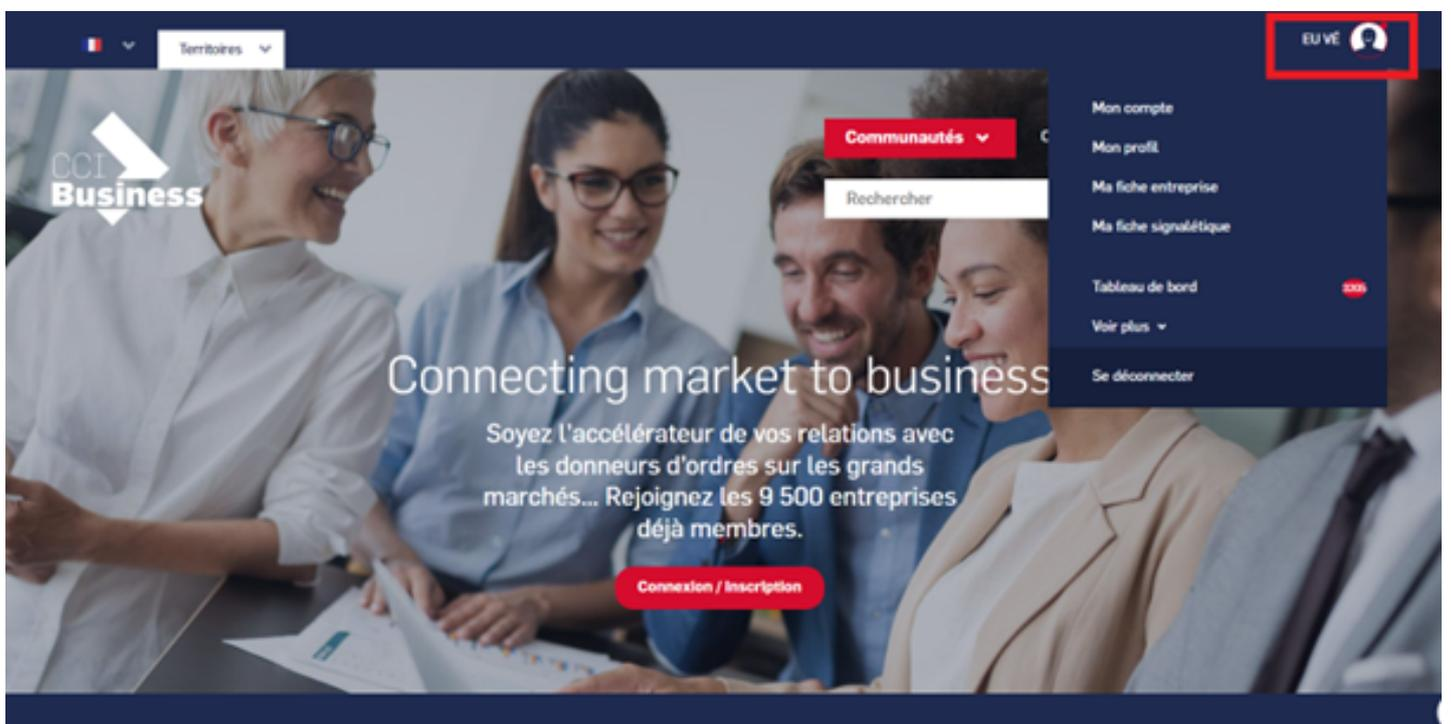 Territoires
EU VÉ
CCI
Business
Communautés
C
Rechercher
Mon compte
Mon profil
Ma fiche entreprise
Ma fiche signalétique
Tableau de bord
Voir plus
Se déconnecter
Connecting market to business
Soyez l'accélérateur de vos relations avec
les donneurs d'ordres sur les grands
marchés... Rejoignez les 9 500 entreprises
déjà membres.
Connexion / Inscription